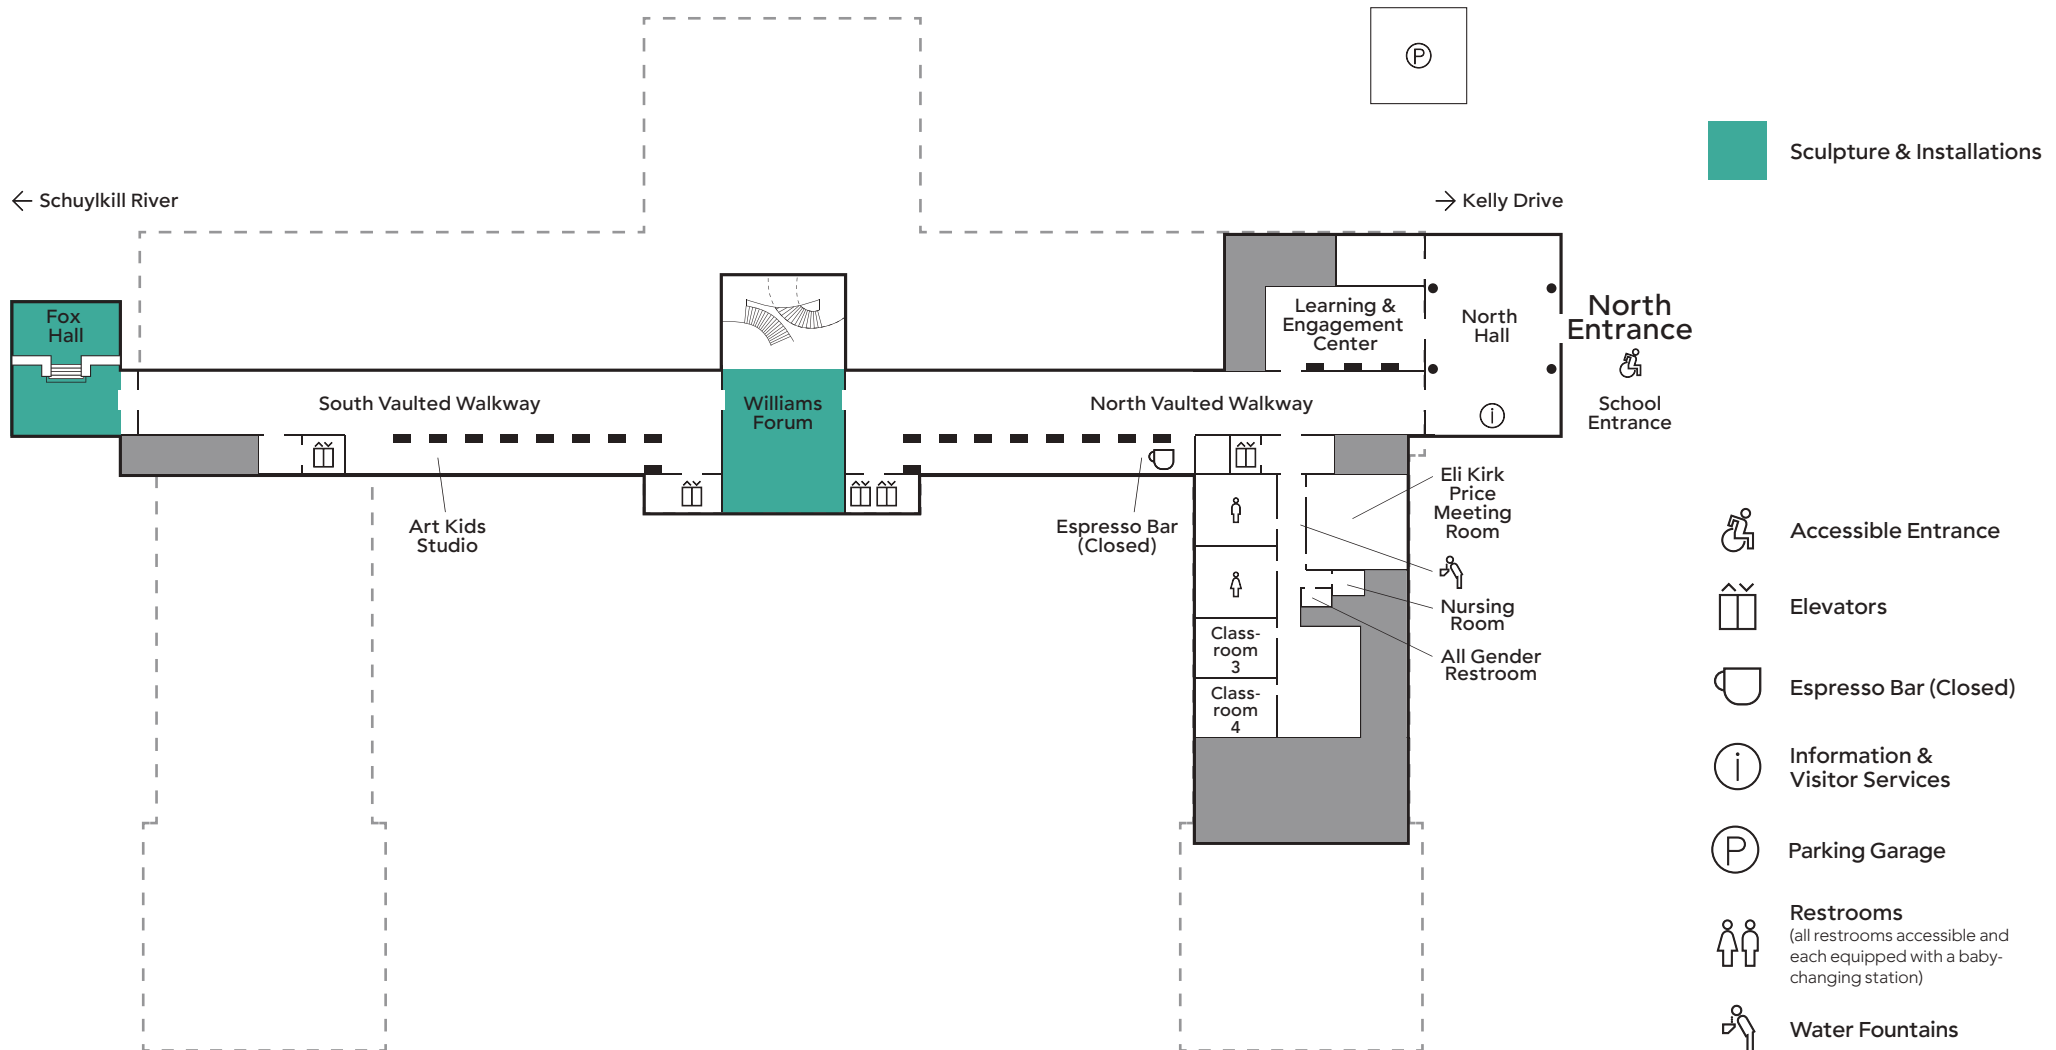 P
Sculpture & Installations
← Schuylkill River
→ Kelly Drive
Fox
Hall
Learning &
Engagement
Center
North
Hall
North
Entrance
School
Entrance
South Vaulted Walkway
Williams
Forum
North Vaulted Walkway
i
Art Kids
Studio
Espresso Bar
(Closed)
Eli Kirk
Price
Meeting
Room
Nursing
Room
All Gender
Restroom
Class-
room
3
Class-
room
4
Accessible Entrance
Elevators
Espresso Bar (Closed)
i
Information &
Visitor Services
P
Parking Garage
Restrooms
(all restrooms accessible and
each equipped with a baby-
changing station)
Water Fountains